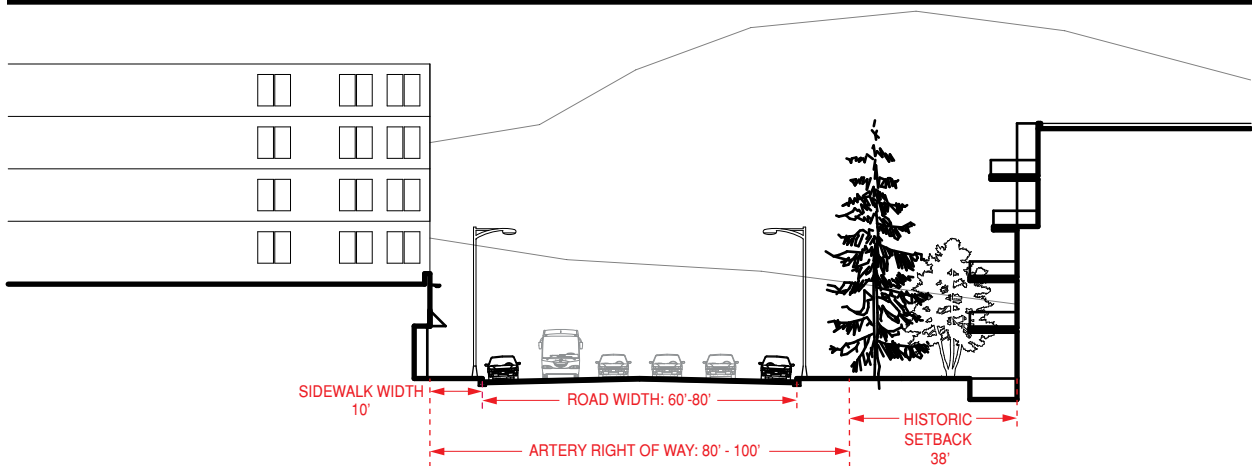 SIDEWALK WIDTH
10'
ROAD WIDTH: 60'-80'
HISTORIC
SETBACK
38'
ARTERY RIGHT OF WAY: 80' - 100'